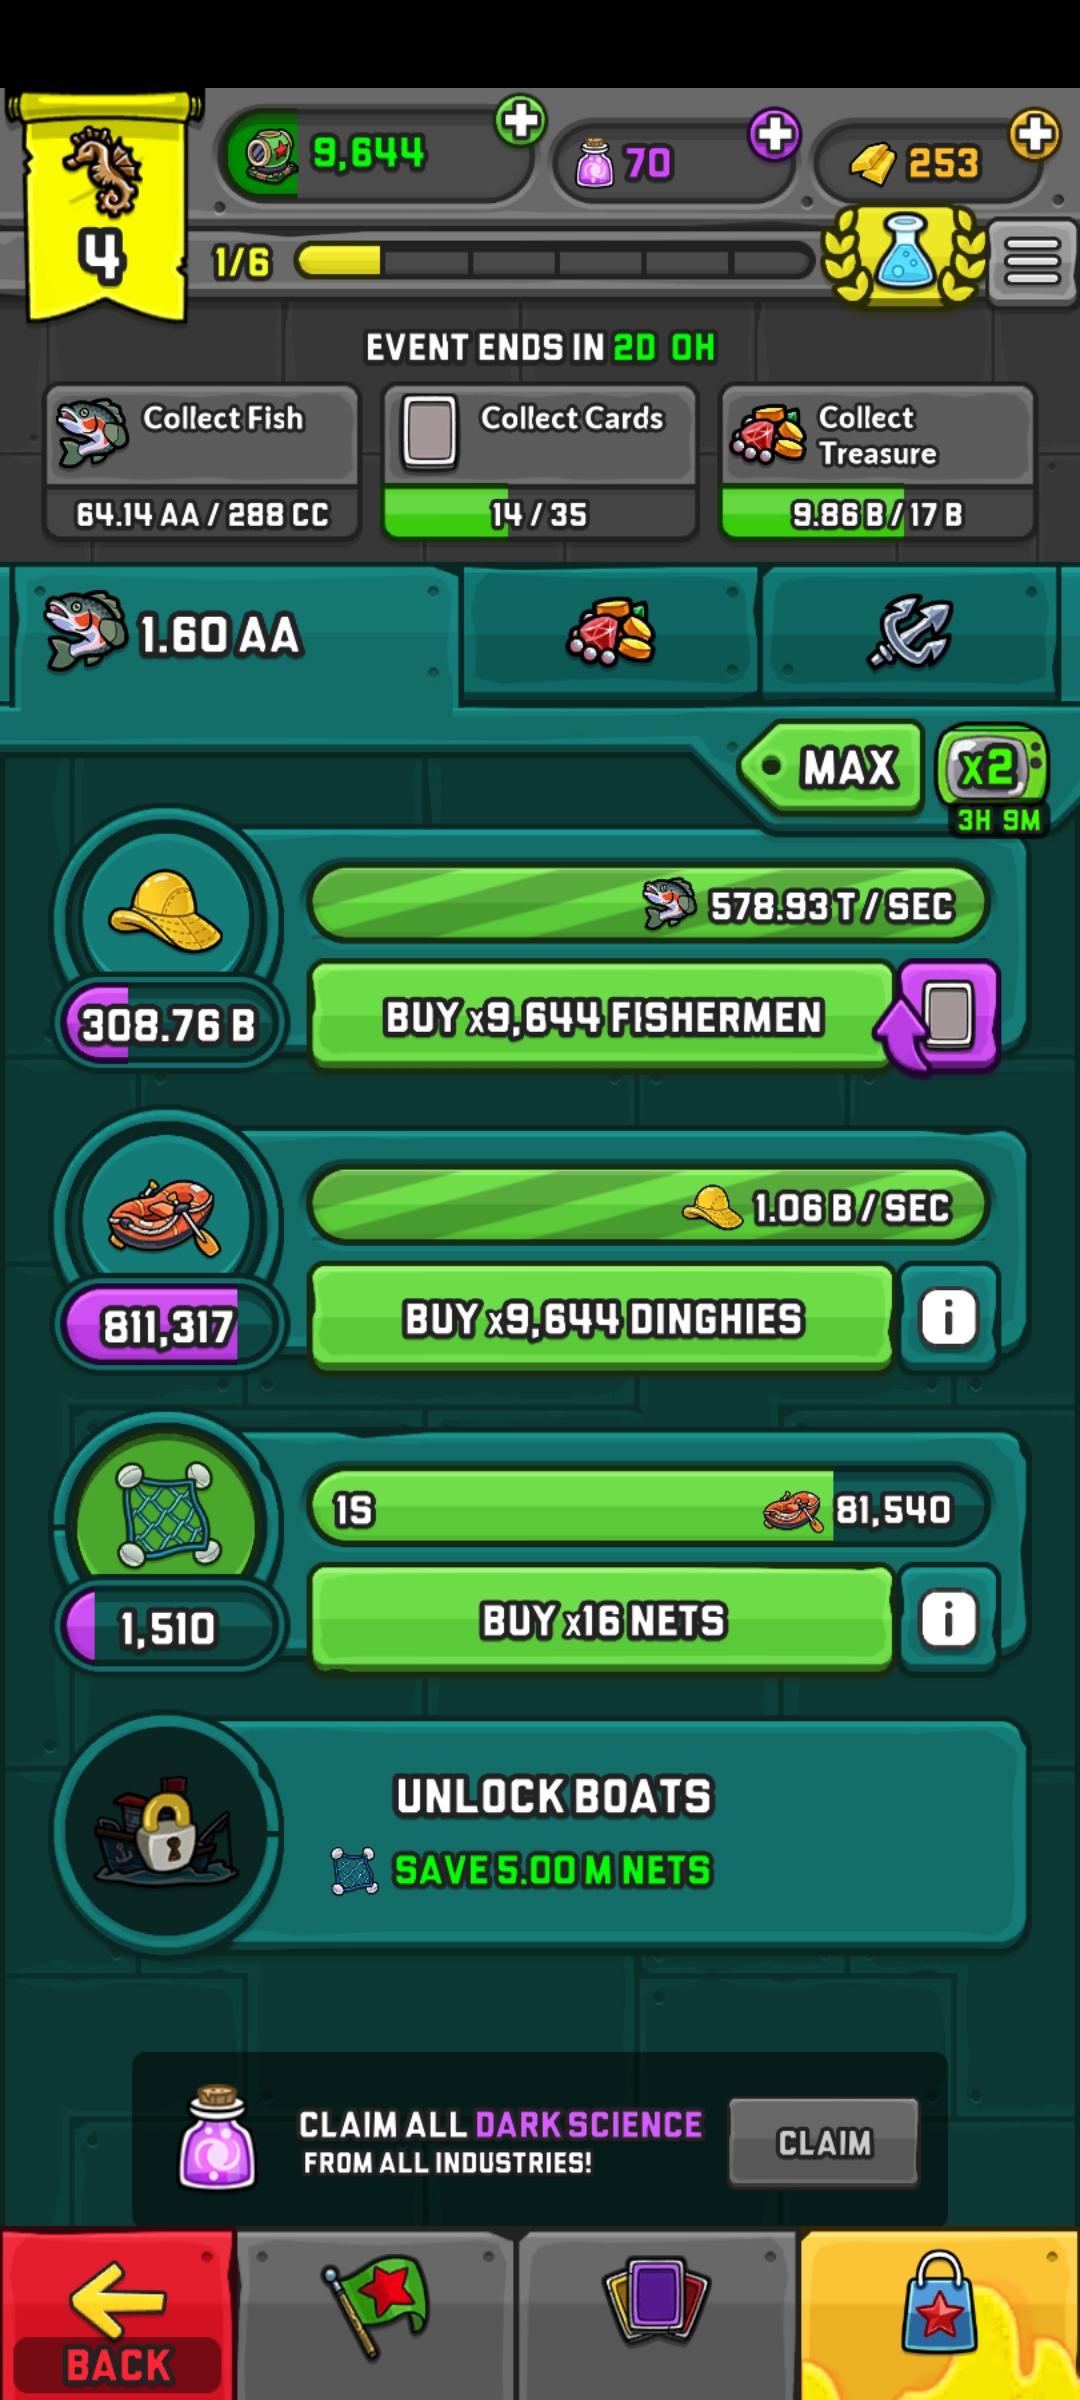 9,644
70
253
4
1/6
EVENT ENDS IN 2D 0H
Collect Fish
64.14 AA / 288 CC
Collect Cards
14 / 35
Collect
Treasure
9.86 B / 17 B
1.60 AA
MAX
x2
3H 9M
578.93 T / SEC
308.76 B
BUY x9,644 FISHERMEN
1.06 B / SEC
811,317
BUY x9,644 DINGHIES
i
1S
81,540
1,510
BUY x16 NETS
i
UNLOCK BOATS
SAVE 5.00 M NETS
CLAIM ALL DARK SCIENCE
FROM ALL INDUSTRIES!
CLAIM
BACK